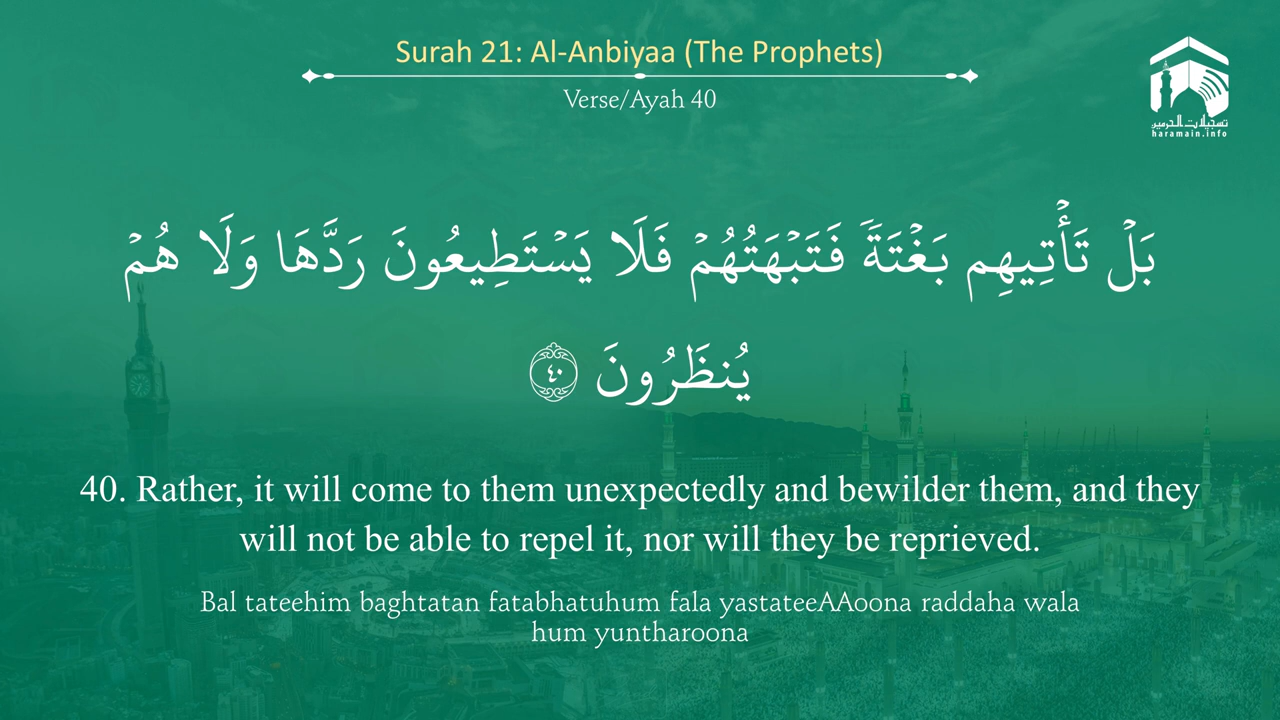 Surah 21: Al-Anbiyaa (The Prophets)
Verse/Ayah 40
تسجيلات الحرمين
haramain.info
بَلْ تَأْتِيهِم بَغْتَةً فَتَبْهَتُهُمْ فَلَا يَسْتَطِيعُونَ رَدَّهَا وَلَا هُمْ
يُنظَرُونَ ٤٠
40. Rather, it will come to them unexpectedly and bewilder them, and they
will not be able to repel it, nor will they be reprieved.
Bal tateehim baghtatan fatabhatuhum fala yastateeAAoona raddaha wala
hum yuntharoona